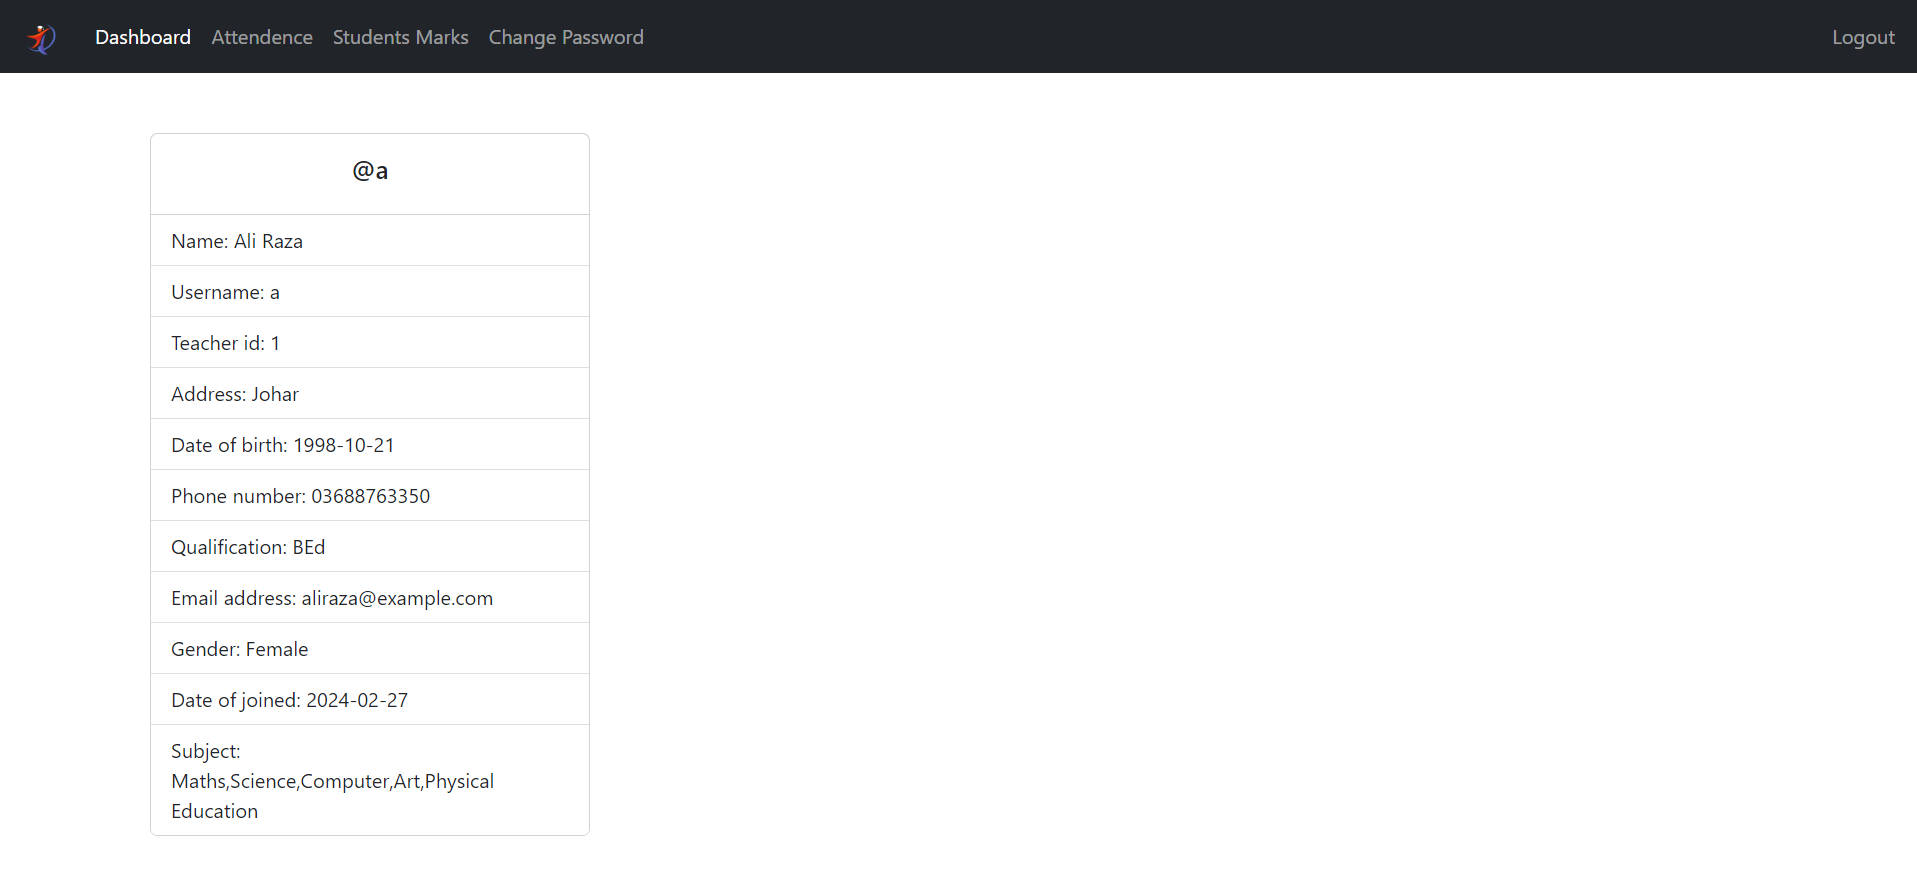 Dashboard Attendence Students Marks Change Password Logout
@a
Name: Ali Raza
Username: a
Teacher id: 1
Address: Johar
Date of birth: 1998-10-21
Phone number: 03688763350
Qualification: BEd
Email address: aliraza@example.com
Gender: Female
Date of joined: 2024-02-27
Subject:
Maths,Science,Computer,Art,Physical
Education